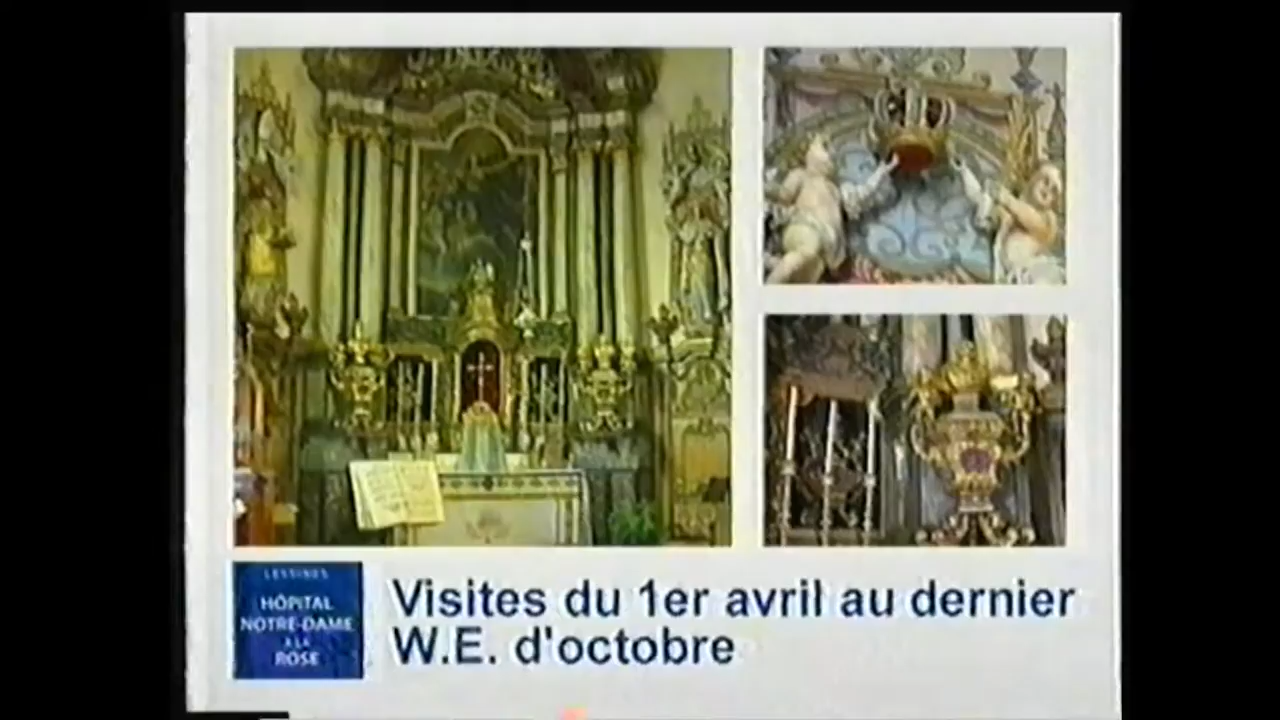 LESSINES
HÔPITAL
NOTRE-DAME
À LA
ROSE
Visites du 1er avril au dernier
W.E. d'octobre